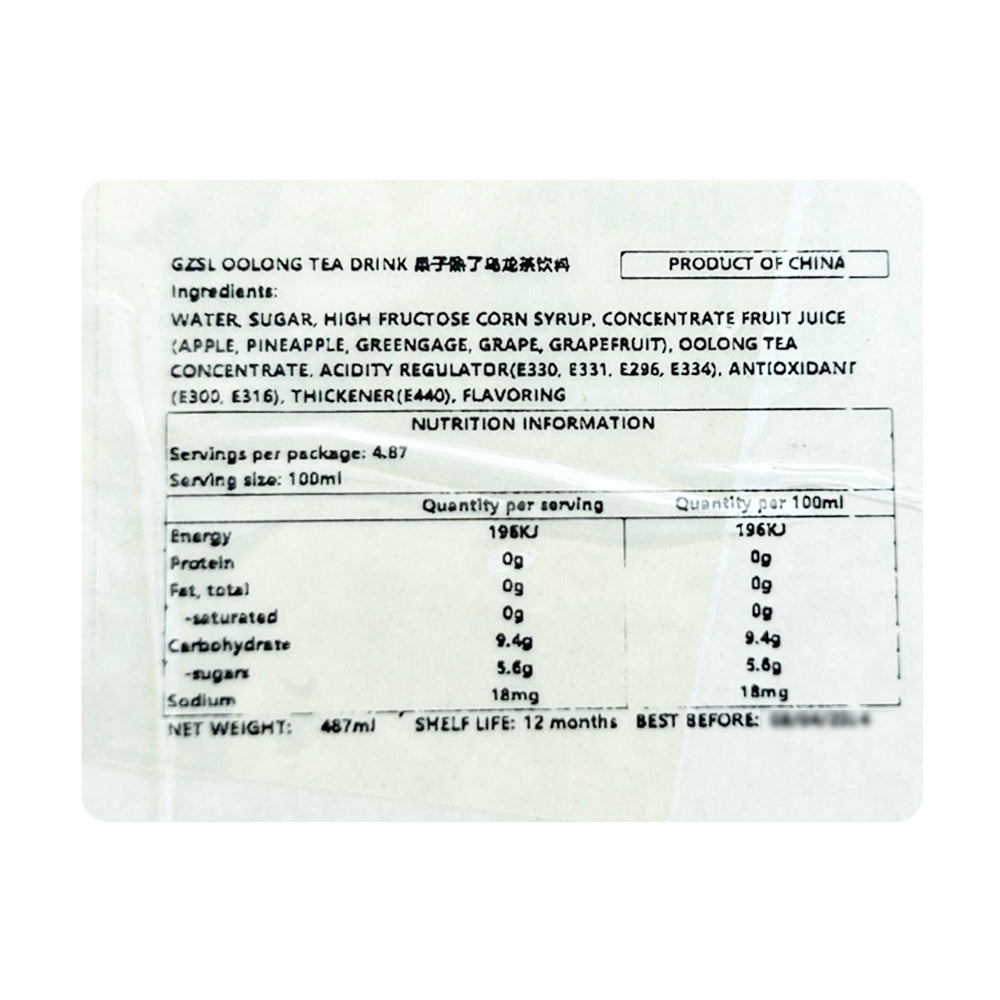 GZSL OOLONG TEA DRINK 果子熟了乌龙茶饮料
PRODUCT OF CHINA
Ingredients:
WATER, SUGAR, HIGH FRUCTOSE CORN SYRUP, CONCENTRATE FRUIT JUICE
(APPLE, PINEAPPLE, GREENGAGE, GRAPE, GRAPEFRUIT), OOLONG TEA
CONCENTRATE, ACIDITY REGULATOR(E330, E331, E296, E334), ANTIOXIDANT
(E300, E316), THICKENER(E440), FLAVORING
NUTRITION INFORMATION
Servings per package: 4.87
Serving size: 100ml
Quantity per serving Quantity per 100ml
Energy 196KJ 196KJ
Protein 0g 0g
Fat, total 0g 0g
-saturated 0g 0g
Carbohydrate 9.4g 9.4g
-sugars 5.6g 5.6g
Sodium 18mg 18mg
NET WEIGHT: 487ml SHELF LIFE: 12 months BEST BEFORE: